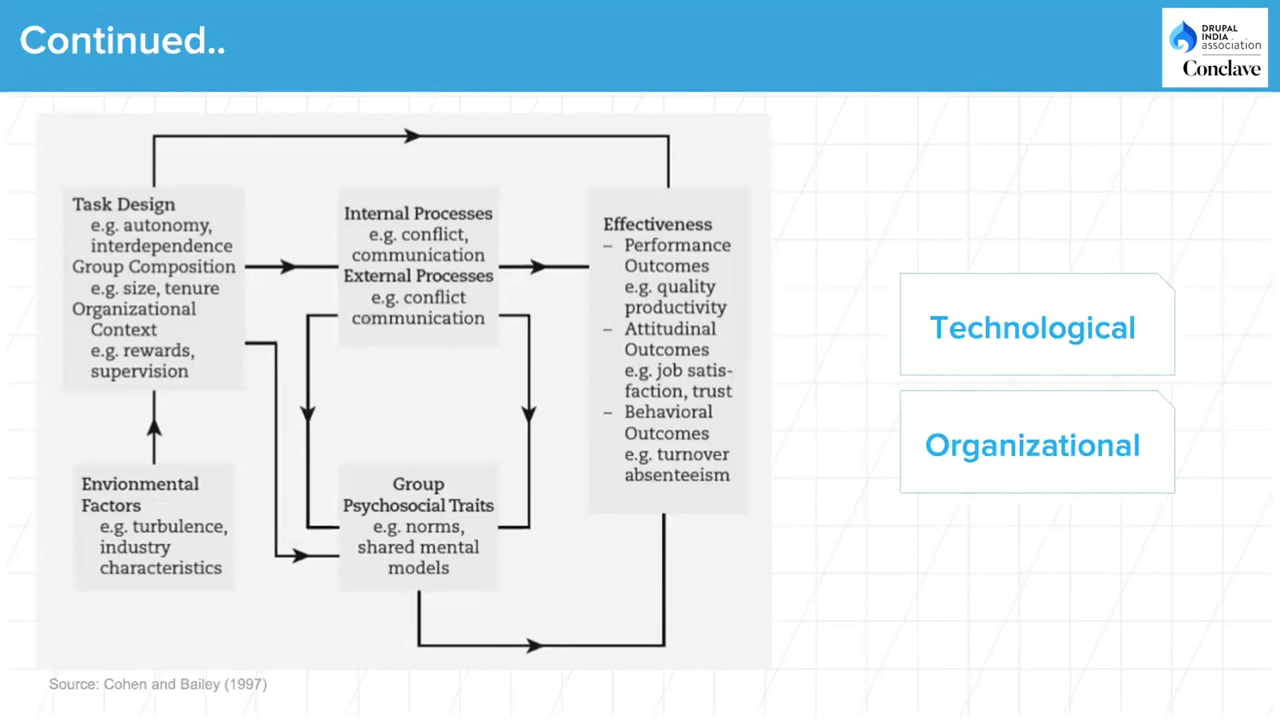 Continued..
DRUPAL
INDIA
association
Conclave
Task Design
e.g. autonomy,
interdependence
Group Composition
e.g. size, tenure
Organizational
Context
e.g. rewards,
supervision
Internal Processes
e.g. conflict,
communication
External Processes
e.g. conflict
communication
Effectiveness
– Performance
Outcomes
e.g. quality
productivity
– Attitudinal
Outcomes
e.g. job satis-
faction, trust
– Behavioral
Outcomes
e.g. turnover
absenteeism
Envionmental
Factors
e.g. turbulence,
industry
characteristics
Group
Psychosocial Traits
e.g. norms,
shared mental
models
Technological
Organizational
Source: Cohen and Bailey (1997)